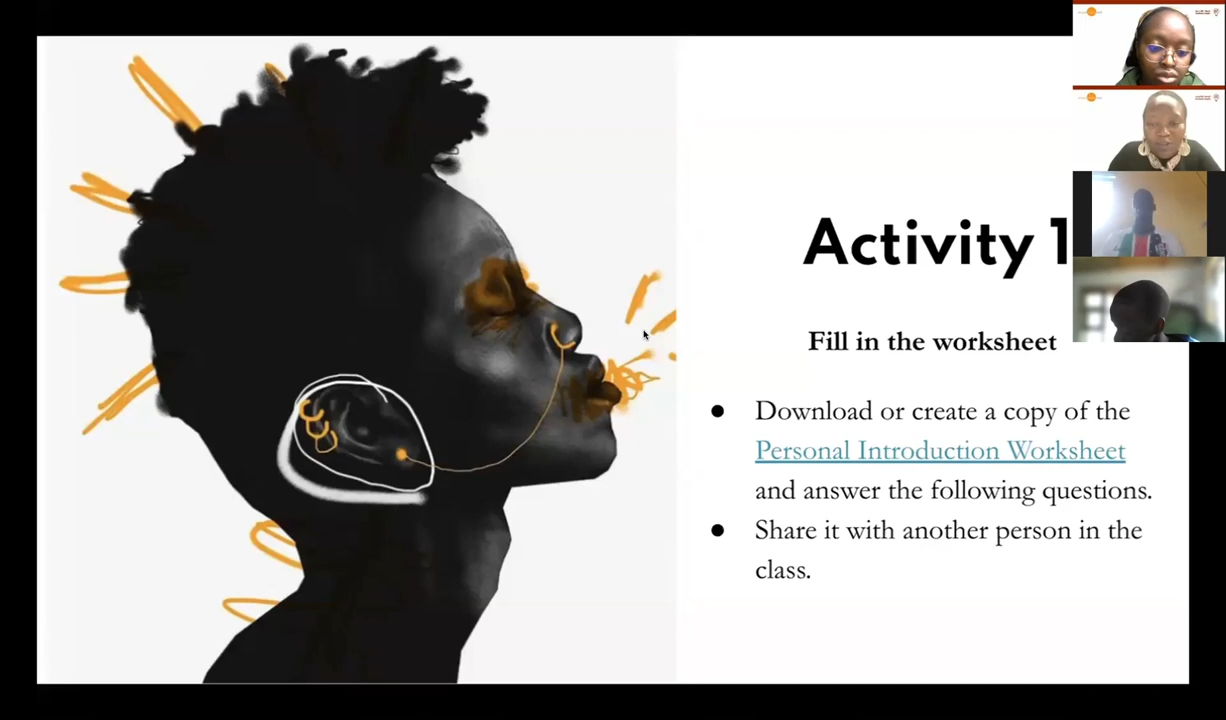 Activity 1
Fill in the worksheet
● Download or create a copy of the
Personal Introduction Worksheet
and answer the following questions.
● Share it with another person in the
class.